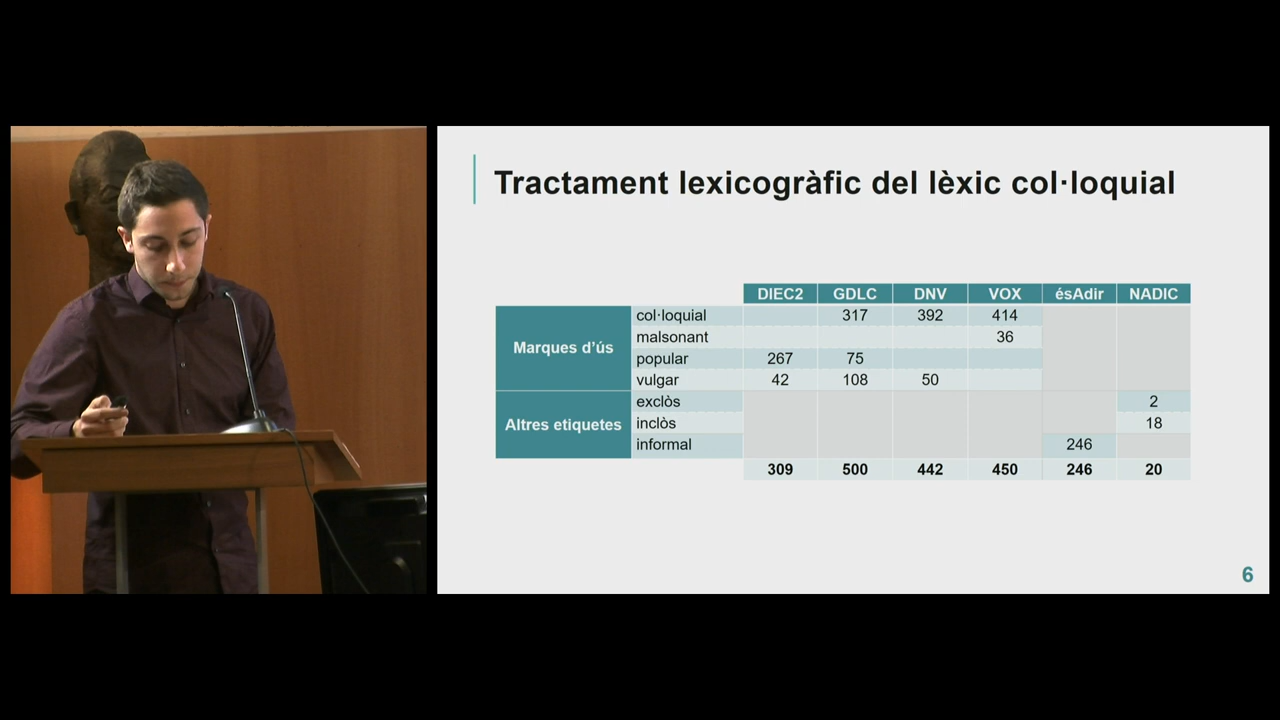 Tractament lexicogràfic del lèxic col·loquial
DIEC2 GDLC DNV VOX ésAdir NADIC
Marques d'ús
col·loquial 317 392 414
malsonant 36
popular 267 75
vulgar 42 108 50
Altres etiquetes
exclòs 2
inclòs 18
informal 246
309 500 442 450 246 20
6